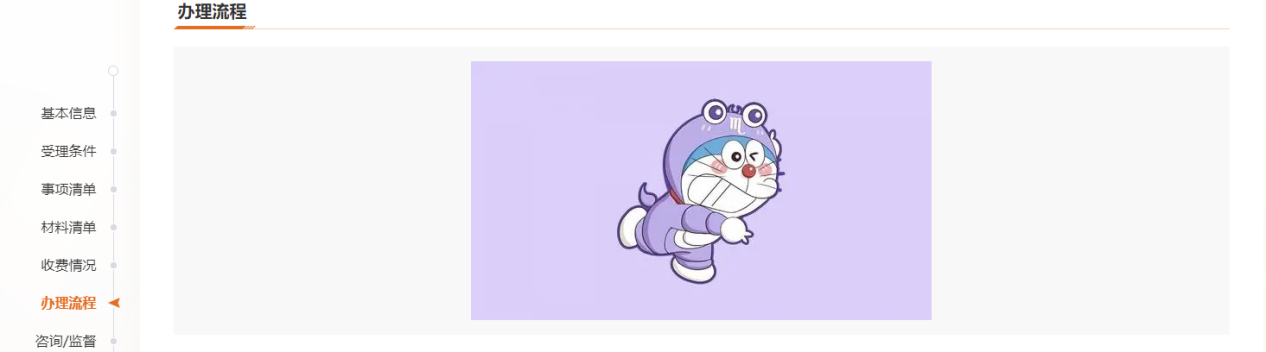 办理流程
基本信息
受理条件
事项清单
材料清单
收费情况
办理流程
咨询/监督